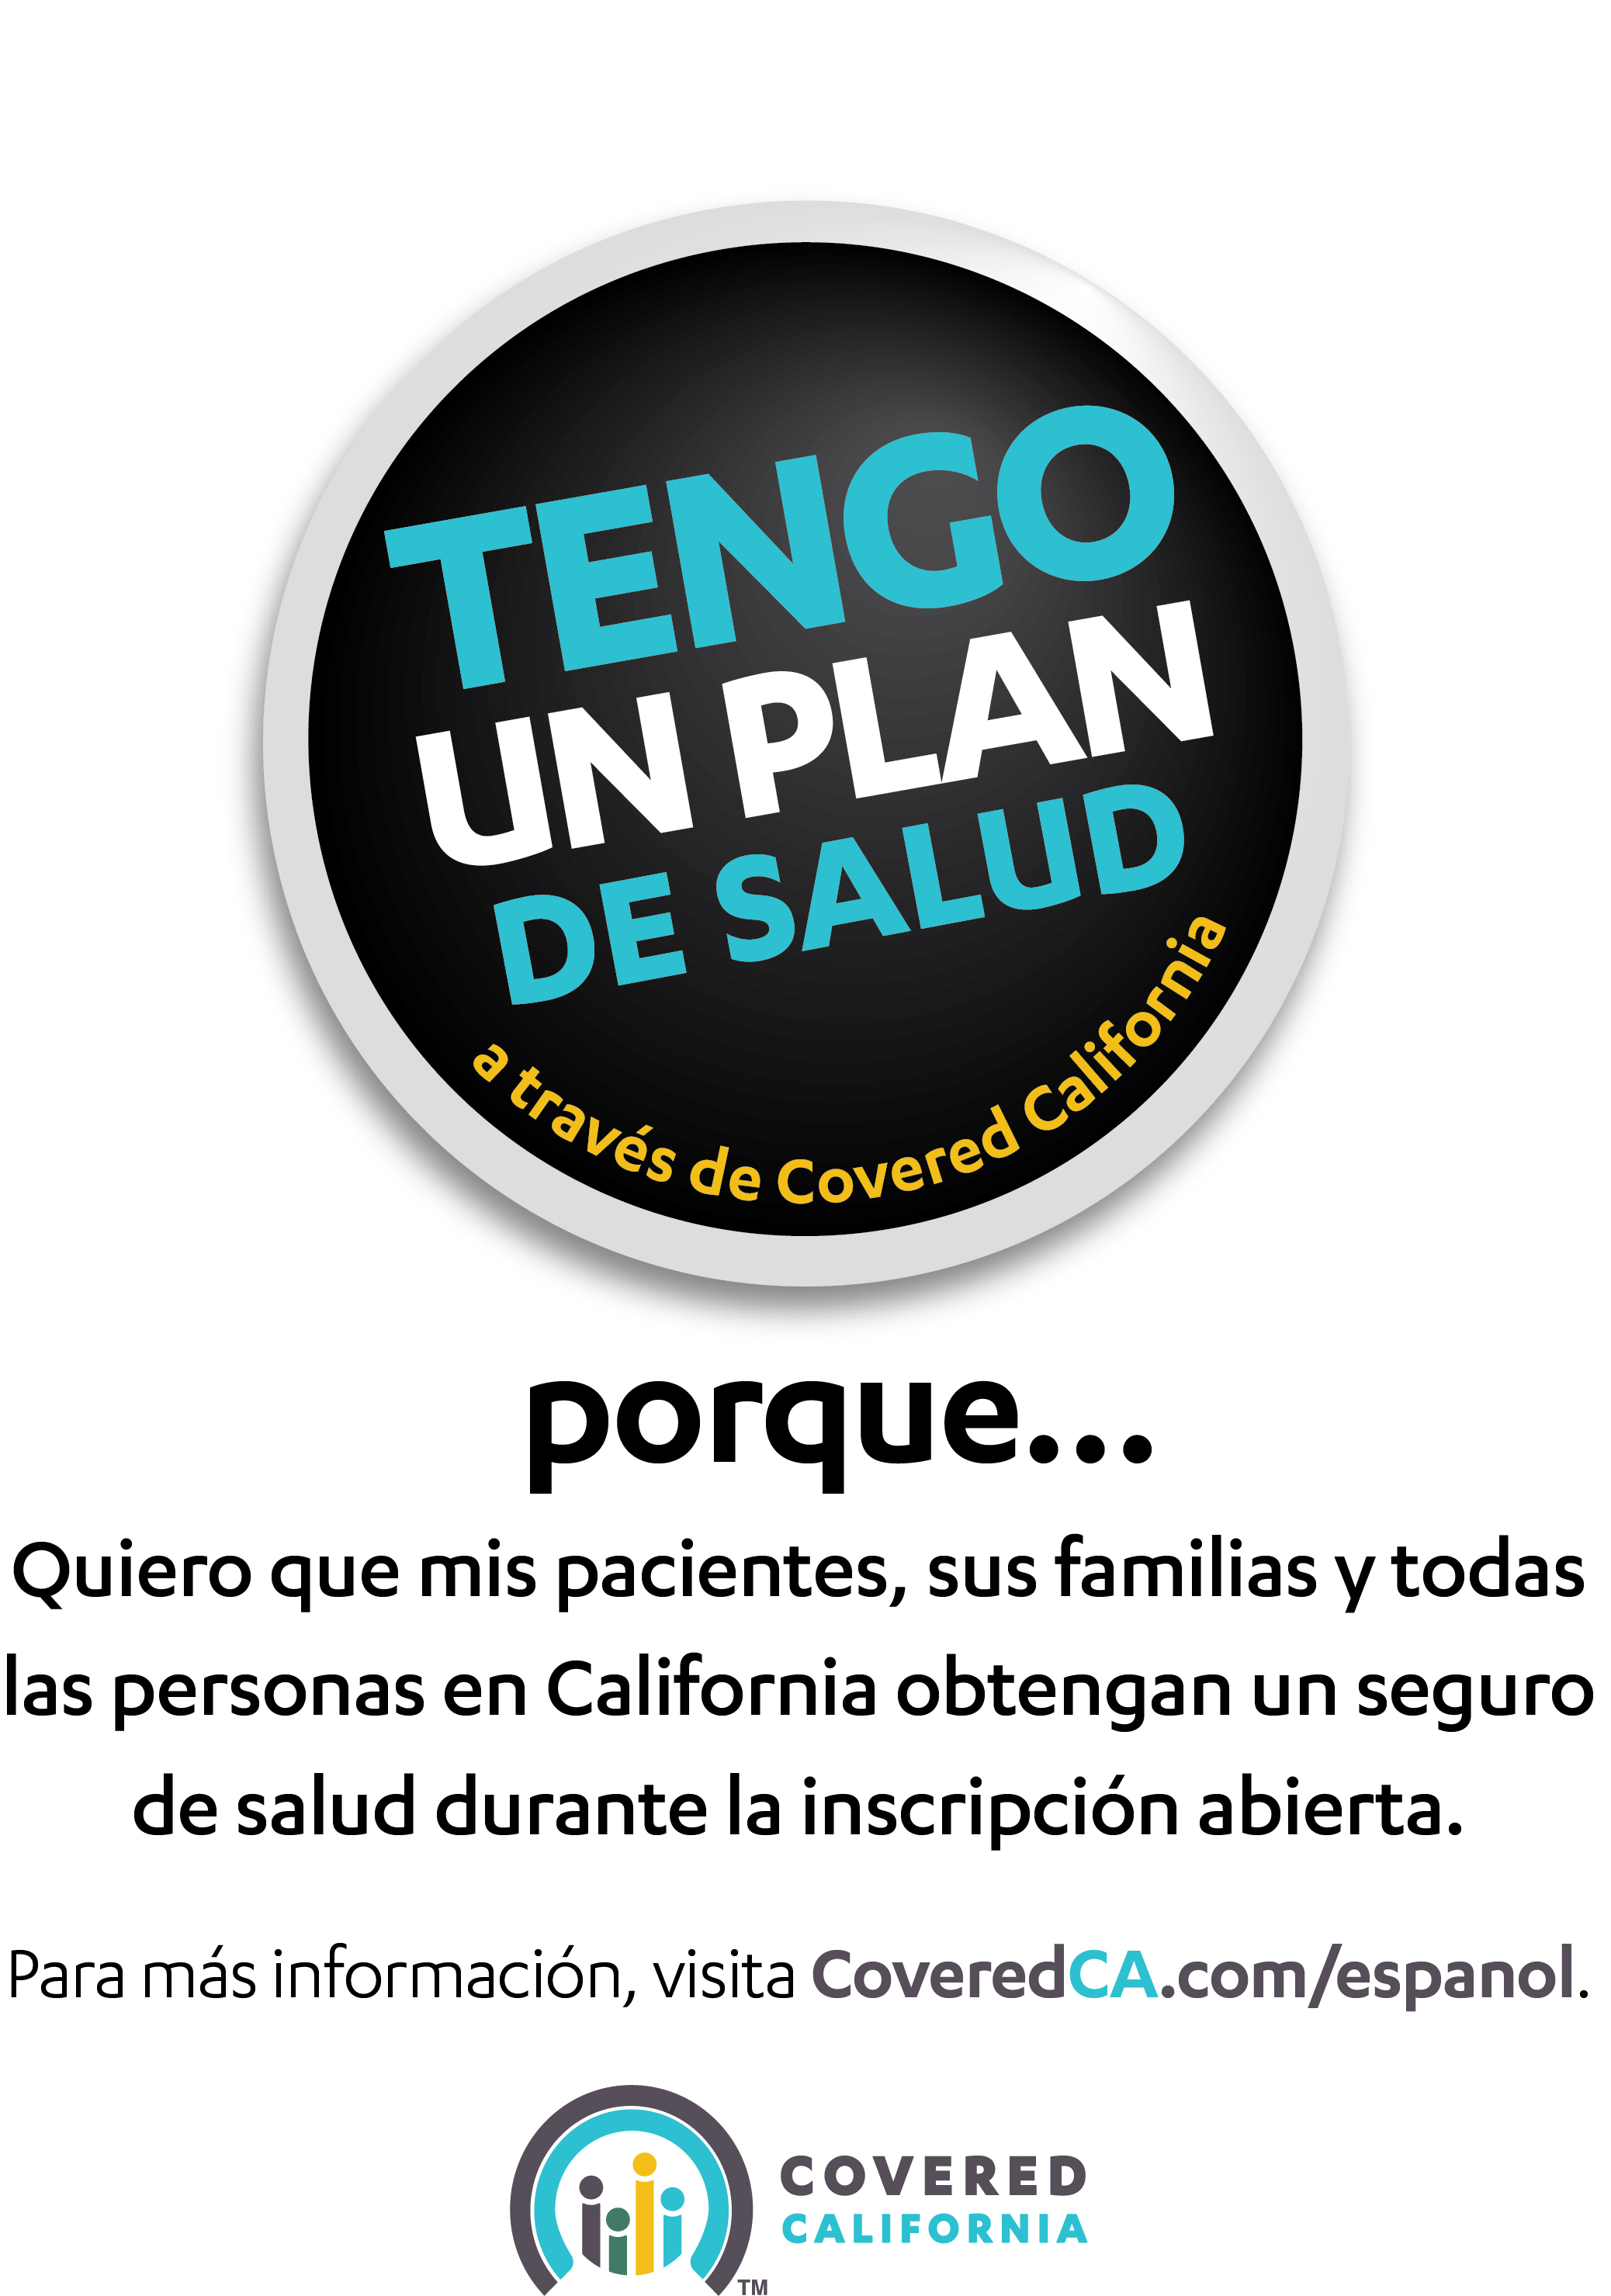 TENGO
UN PLAN
DE SALUD
a través de Covered California
porque...
Quiero que mis pacientes, sus familias y todas
las personas en California obtengan un seguro
de salud durante la inscripción abierta.
Para más información, visita CoveredCA.com/espanol.
COVERED
CALIFORNIA
TM